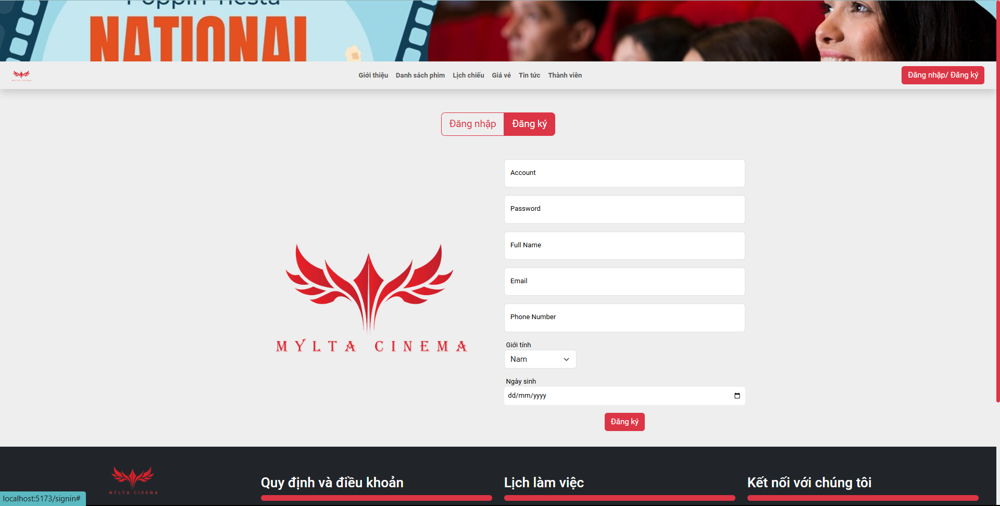 Poppin' fiesta
NATIONAL
MYLTA CINEMA
Giới thiệu
Danh sách phim
Lịch chiếu
Giá vé
Tin tức
Thành viên
Đăng nhập/ Đăng ký
Đăng nhập
Đăng ký
Account
Password
Full Name
Email
Phone Number
MYLTA CINEMA
Giới tính
Nam
Ngày sinh
dd/mm/yyyy
Đăng ký
MYLTA CINEMA
Quy định và điều khoản
Lịch làm việc
Kết nối với chúng tôi
localhost:5173/signin#